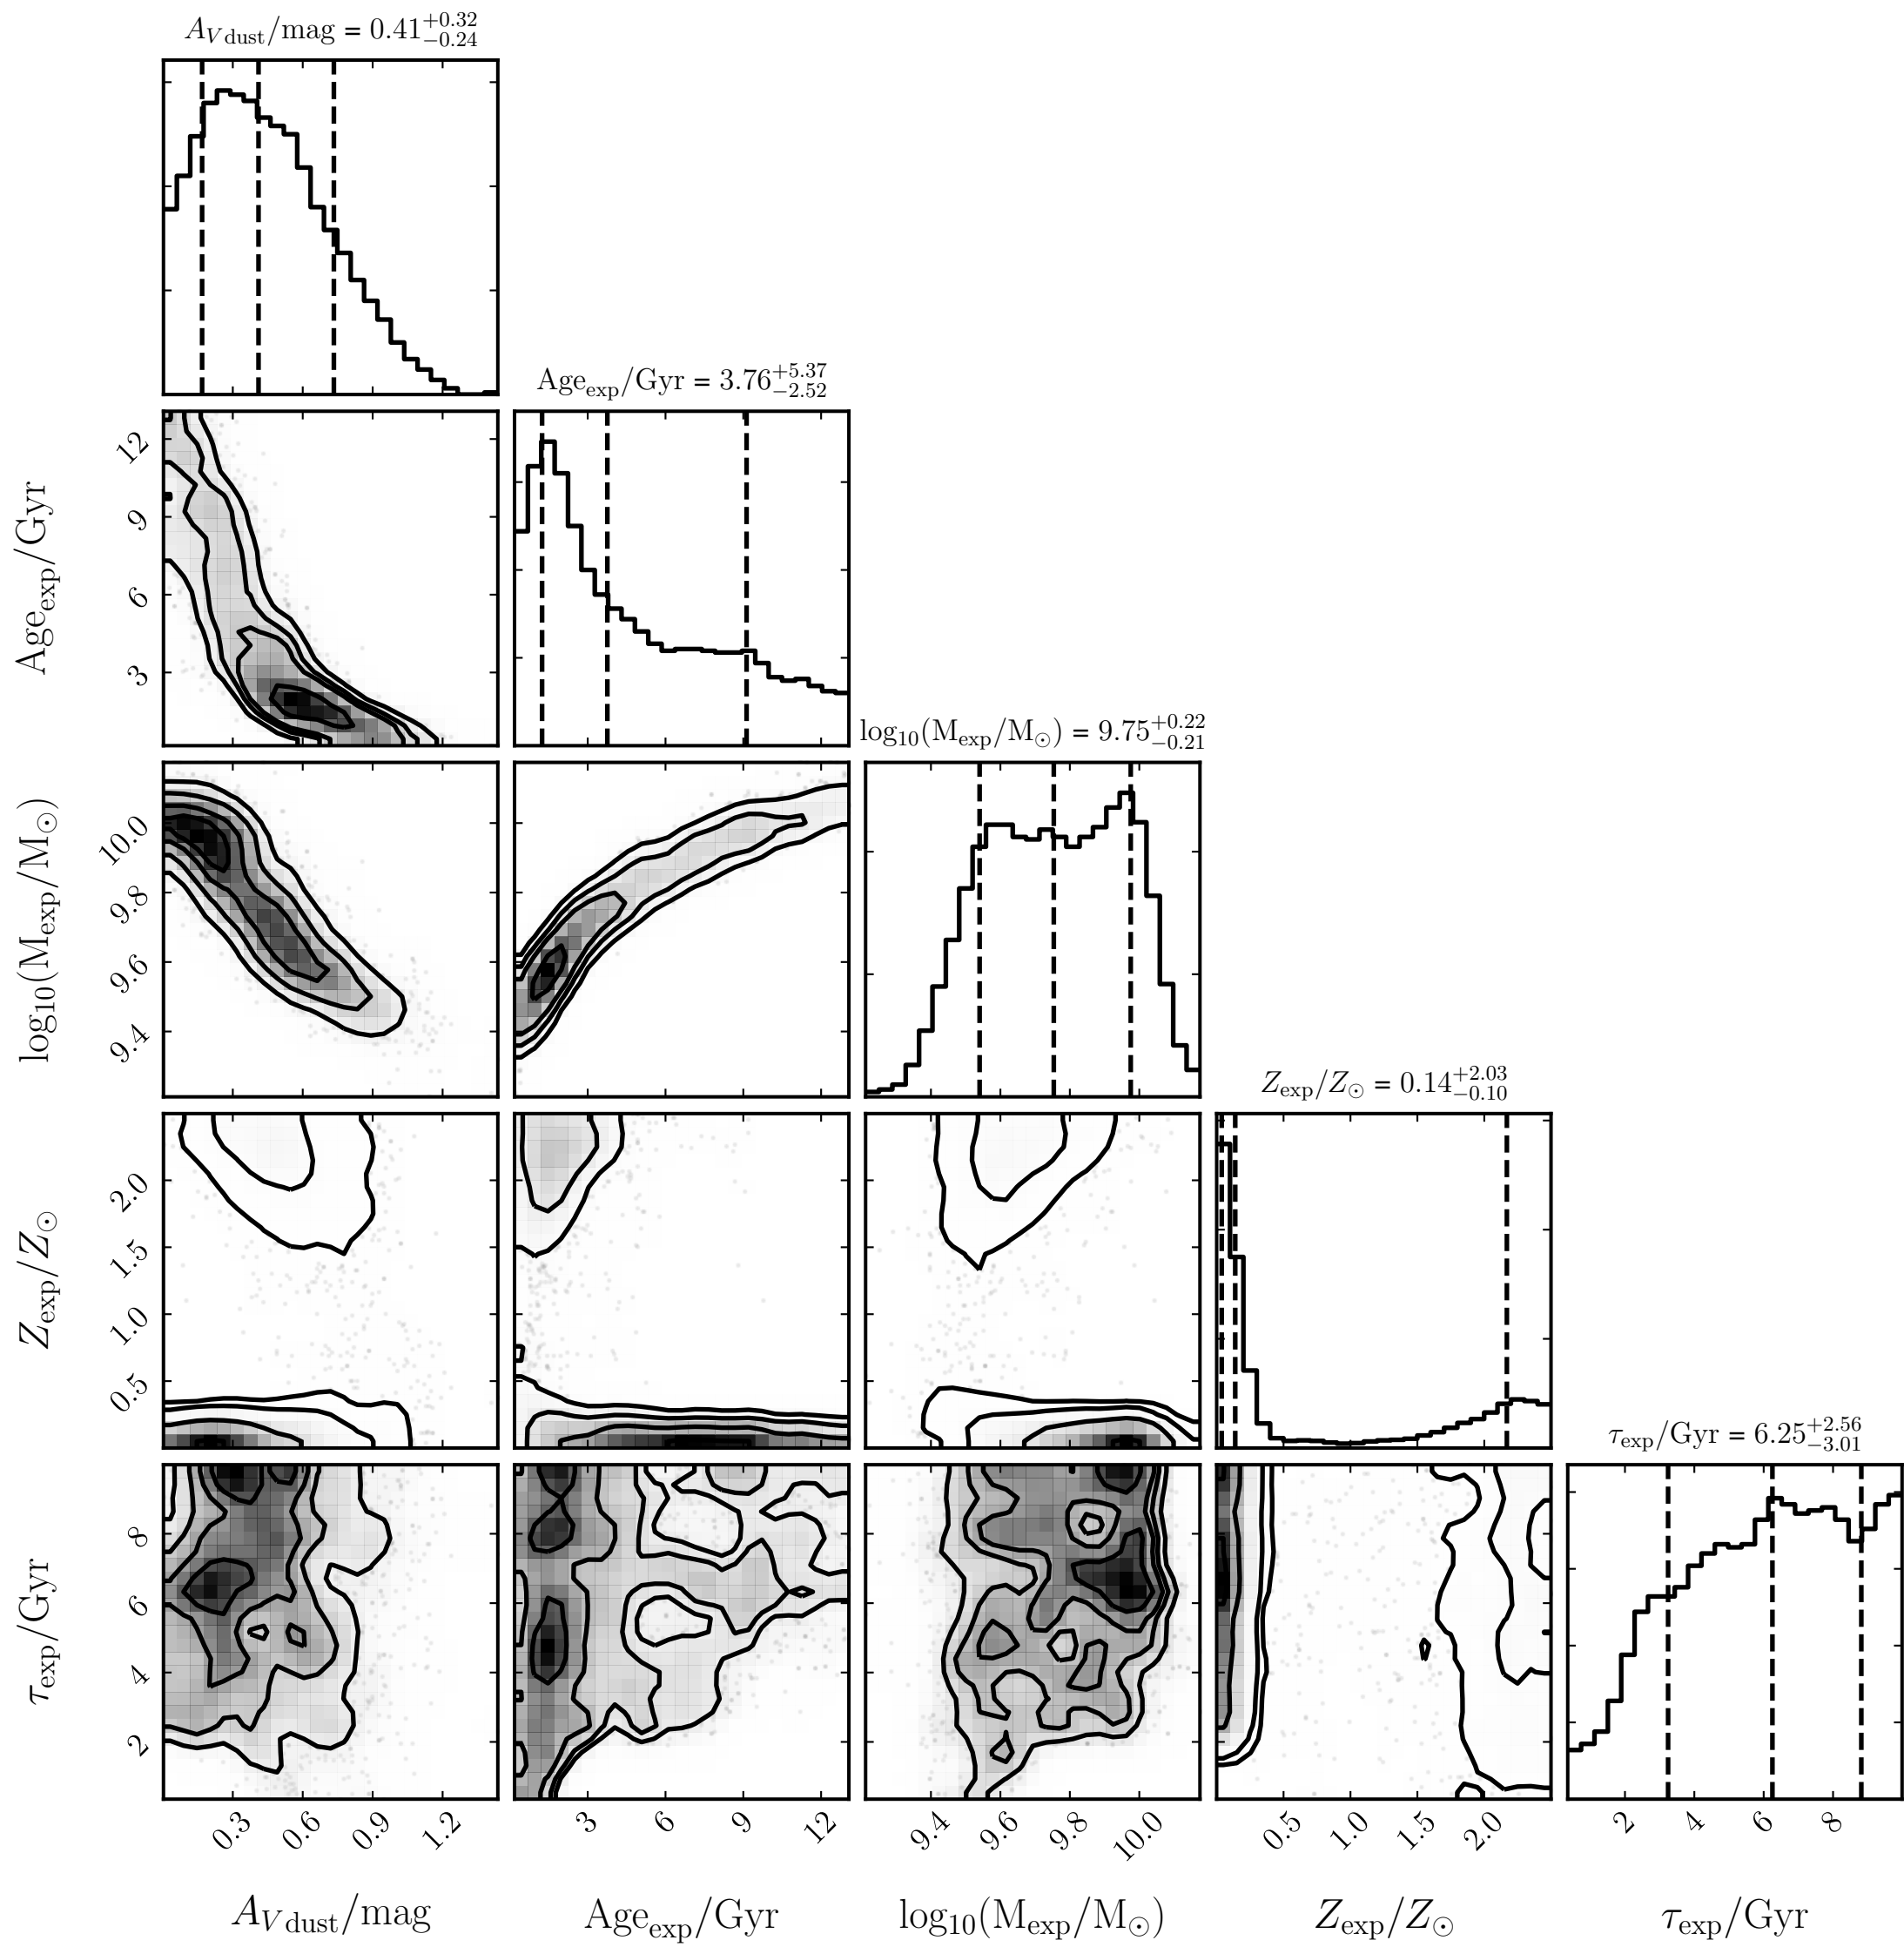 A_V dust/mag = 0.41^{+0.32}_{-0.24}
Age_exp/Gyr = 3.76^{+5.37}_{-2.52}
12
9
6
3
Age_exp/Gyr
log_10(M_exp/M_⊙) = 9.75^{+0.22}_{-0.21}
10.0
9.8
9.6
9.4
log_10(M_exp/M_⊙)
Z_exp/Z_⊙ = 0.14^{+2.03}_{-0.10}
2.0
1.5
1.0
0.5
Z_exp/Z_⊙
τ_exp/Gyr = 6.25^{+2.56}_{-3.01}
8
6
4
2
τ_exp/Gyr
0.3 0.6 0.9 1.2 3 6 9 12 9.4 9.6 9.8 10.0 0.5 1.0 1.5 2.0 2 4 6 8
A_V dust/mag Age_exp/Gyr log_10(M_exp/M_⊙) Z_exp/Z_⊙ τ_exp/Gyr